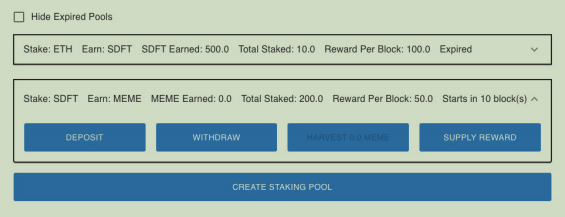 Hide Expired Pools
Stake: ETH Earn: SDFT SDFT Earned: 500.0 Total Staked: 10.0 Reward Per Block: 100.0 Expired
Stake: SDFT Earn: MEME MEME Earned: 0.0 Total Staked: 200.0 Reward Per Block: 50.0 Starts in 10 block(s)
DEPOSIT WITHDRAW HARVEST 0.0 MEME SUPPLY REWARD
CREATE STAKING POOL